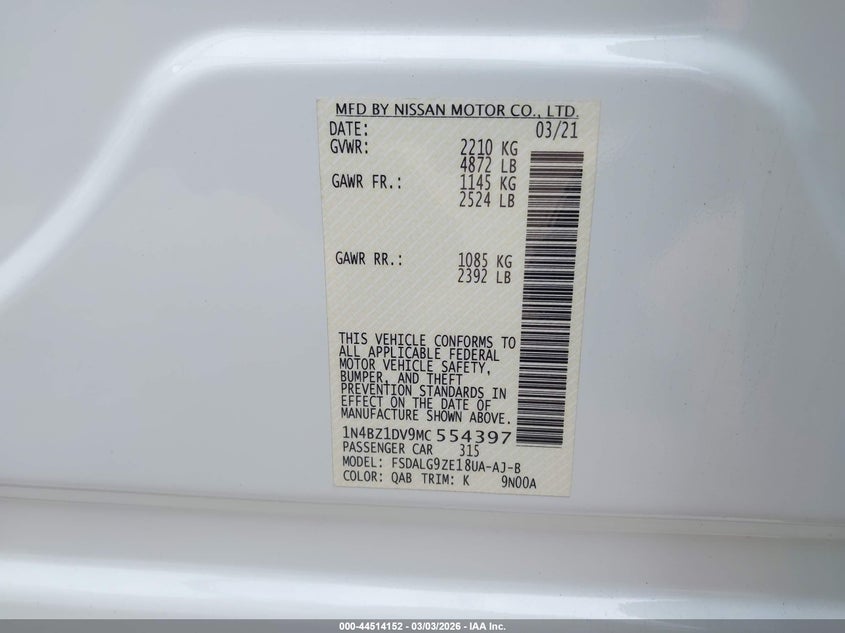 MFD BY NISSAN MOTOR CO., LTD.
DATE: 03/21
GVWR: 2210 KG
4872 LB
GAWR FR.: 1145 KG
2524 LB
GAWR RR.: 1085 KG
2392 LB
THIS VEHICLE CONFORMS TO
ALL APPLICABLE FEDERAL
MOTOR VEHICLE SAFETY,
BUMPER, AND THEFT
PREVENTION STANDARDS IN
EFFECT ON THE DATE OF
MANUFACTURE SHOWN ABOVE.
1N4BZ1DV9MC 554397
PASSENGER CAR 315
MODEL: FSDALG9ZE18UA-AJ-B
COLOR: QAB TRIM: K 9N00A
000-44514152 - 03/03/2026 - IAA Inc.